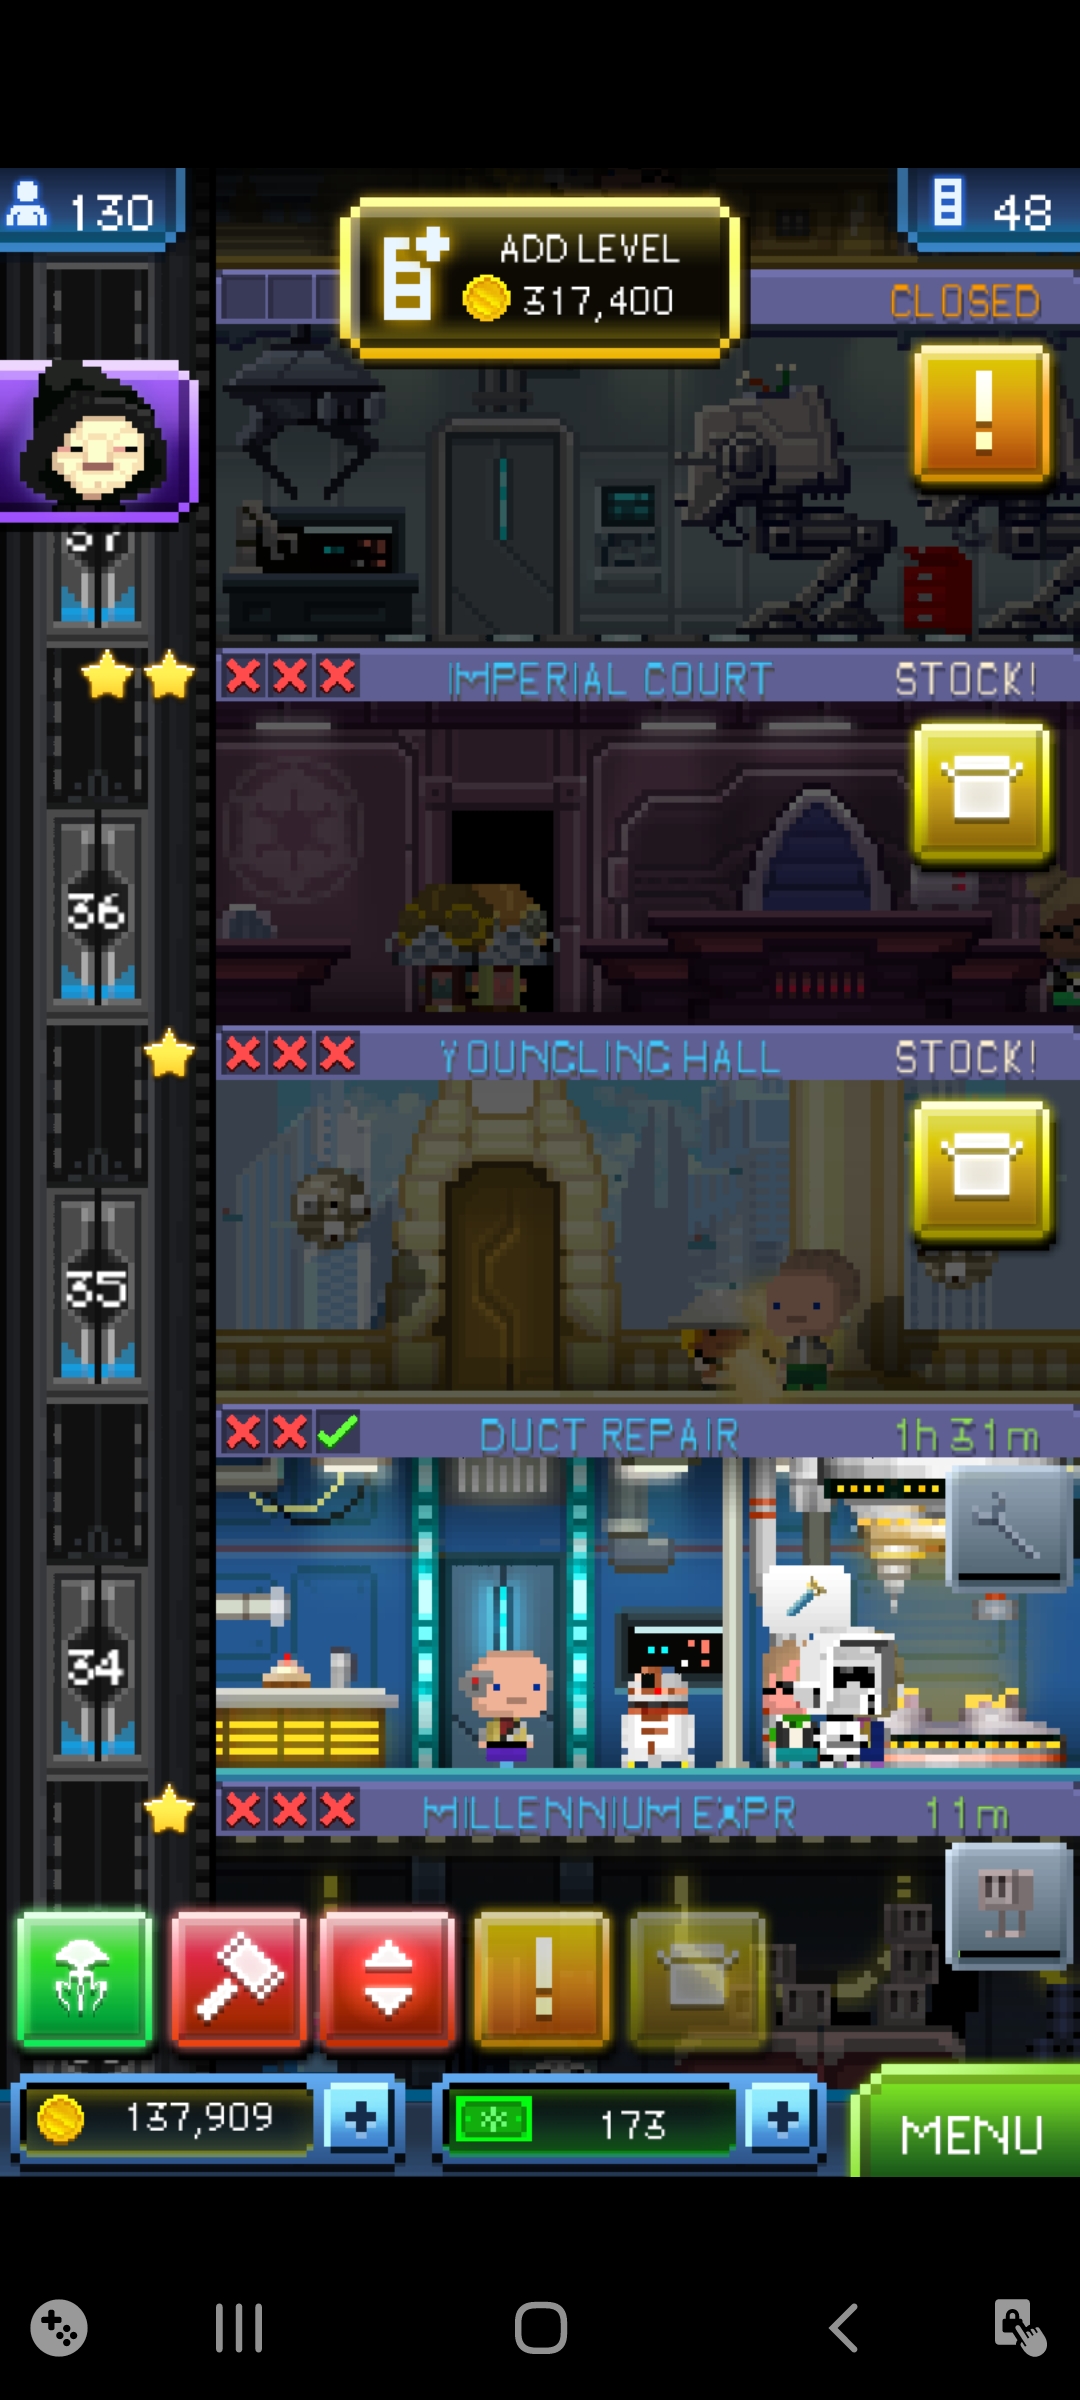 130
ADD LEVEL
317,400
48
CLOSED
37
IMPERIAL COURT
STOCK!
36
YOUNGLING HALL
STOCK!
35
DUCT REPAIR
1h 31m
34
MILLENNIUM EXPR
11m
137,909
173
MENU